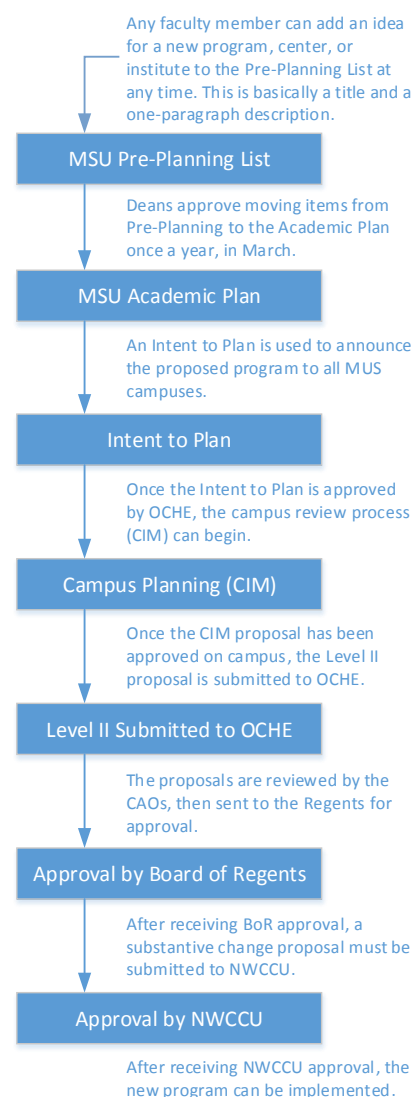 Any faculty member can add an idea
for a new program, center, or
institute to the Pre-Planning List at
any time. This is basically a title and a
one-paragraph description.
MSU Pre-Planning List
Deans approve moving items from
Pre-Planning to the Academic Plan
once a year, in March.
MSU Academic Plan
An Intent to Plan is used to announce
the proposed program to all MUS
campuses.
Intent to Plan
Once the Intent to Plan is approved
by OCHE, the campus review process
(CIM) can begin.
Campus Planning (CIM)
Once the CIM proposal has been
approved on campus, the Level II
proposal is submitted to OCHE.
Level II Submitted to OCHE
The proposals are reviewed by the
CAOs, then sent to the Regents for
approval.
Approval by Board of Regents
After receiving BoR approval, a
substantive change proposal must be
submitted to NWCCU.
Approval by NWCCU
After receiving NWCCU approval, the
new program can be implemented.